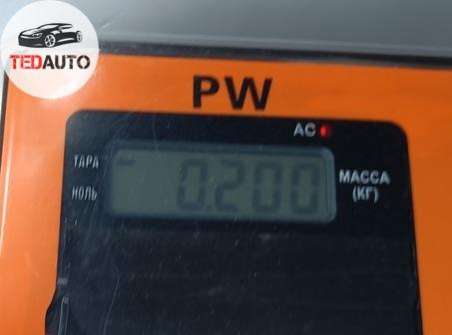 TEDAUTO
PW
AC
ТАРА
НОЛЬ
0.200
МАССА
(КГ)